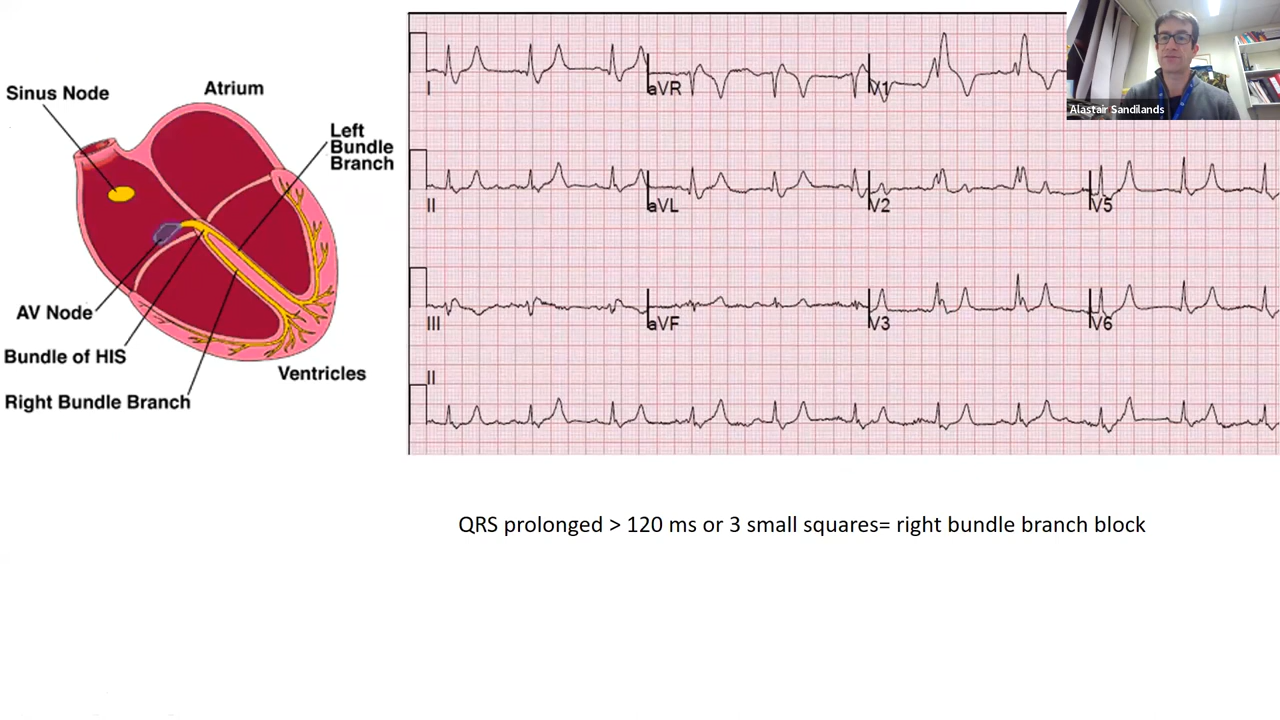 Sinus Node
Atrium
Left
Bundle
Branch
AV Node
Bundle of HIS
Right Bundle Branch
Ventricles
I
aVR
V1
II
aVL
V2
V5
III
aVF
V3
V6
II
Alastair Sandilands
QRS prolonged > 120 ms or 3 small squares= right bundle branch block